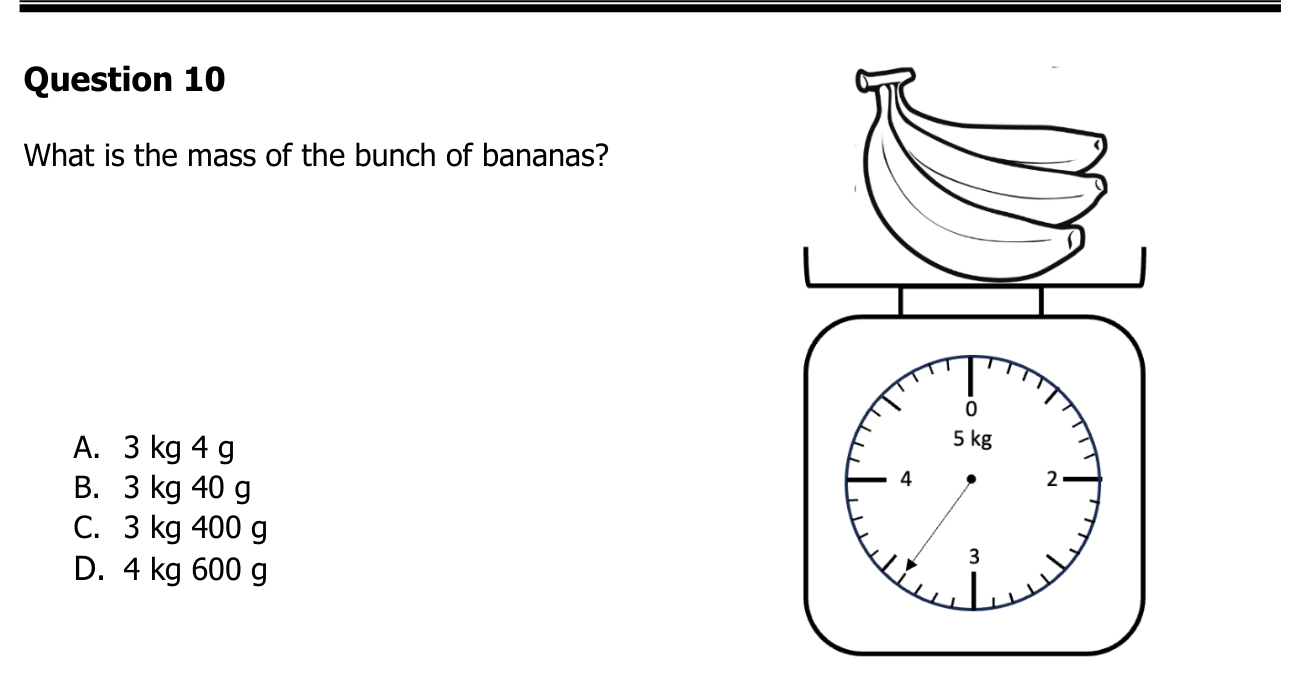 Question 10
What is the mass of the bunch of bananas?
A. 3 kg 4 g
B. 3 kg 40 g
C. 3 kg 400 g
D. 4 kg 600 g
0
5 kg
4
2
3